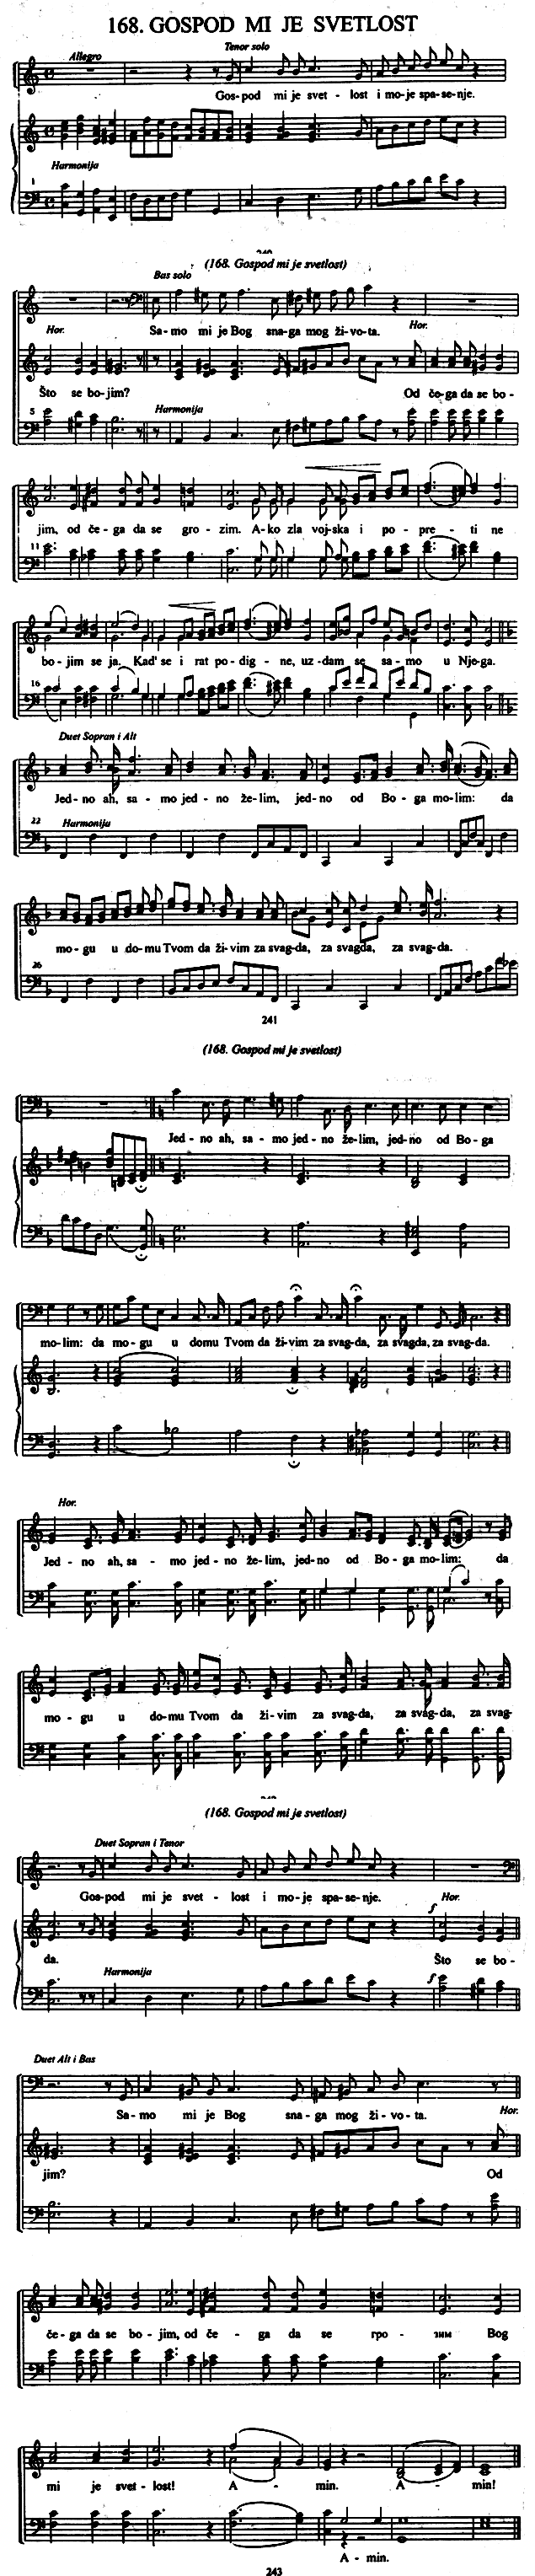 168. GOSPOD MI JE SVETLOST
Allegro
Tenor solo
Gos-pod mi je svet - lost i mo-je spa-se-nje.
Harmonija
(168. Gospod mi je svetlost)
Bas solo
Hor.
Sa-mo mi je Bog sna-ga mog ži-vo-ta.
Hor.
Što se bo-jim?
Od če-ga da se bo -
5
Harmonija
jim, od če - ga da se gro - zim. A-ko zla voj-ska i po - pre - ti ne
11
bo - jim se ja. Kad' se i rat po-dig - ne, uz-dam se sa - mo u Nje-ga.
16
Duet Sopran i Alt
Jed-no ah, sa - mo jed - no že-lim, jed-no od Bo - ga mo-lim: da
22 Harmonija
mo-gu u do-mu Tvom da ži-vim za svag-da, za svagda, za svag-da.
26
241
(168. Gospod mi je svetlost)
Jed-no ah, sa - mo jed-no že-lim, jed-no od Bo-ga
mo-lim: da mo-gu u domu Tvom da ži-vim za svag-da, za svagda, za svag-da.
Hor.
Jed - no ah, sa - mo jed-no že-lim, jed-no od Bo-ga mo-lim: da
mo - gu u do-mu Tvom da ži-vim za svag-da, za svag-da, za svag-
(168. Gospod mi je svetlost)
Duet Sopran i Tenor
Gos-pod mi je svet - lost i mo-je spa-se-nje.
f Hor.
da.
Što se bo -
Harmonija
f
Duet Alt i Bas
Sa-mo mi je Bog sna-ga mog ži-vo-ta.
Hor.
jim?
Od
če-ga da se bo-jim, od če - ga da se гро - зим Bog
mi je svet-lost! A - min. A - min!
A - min.
243